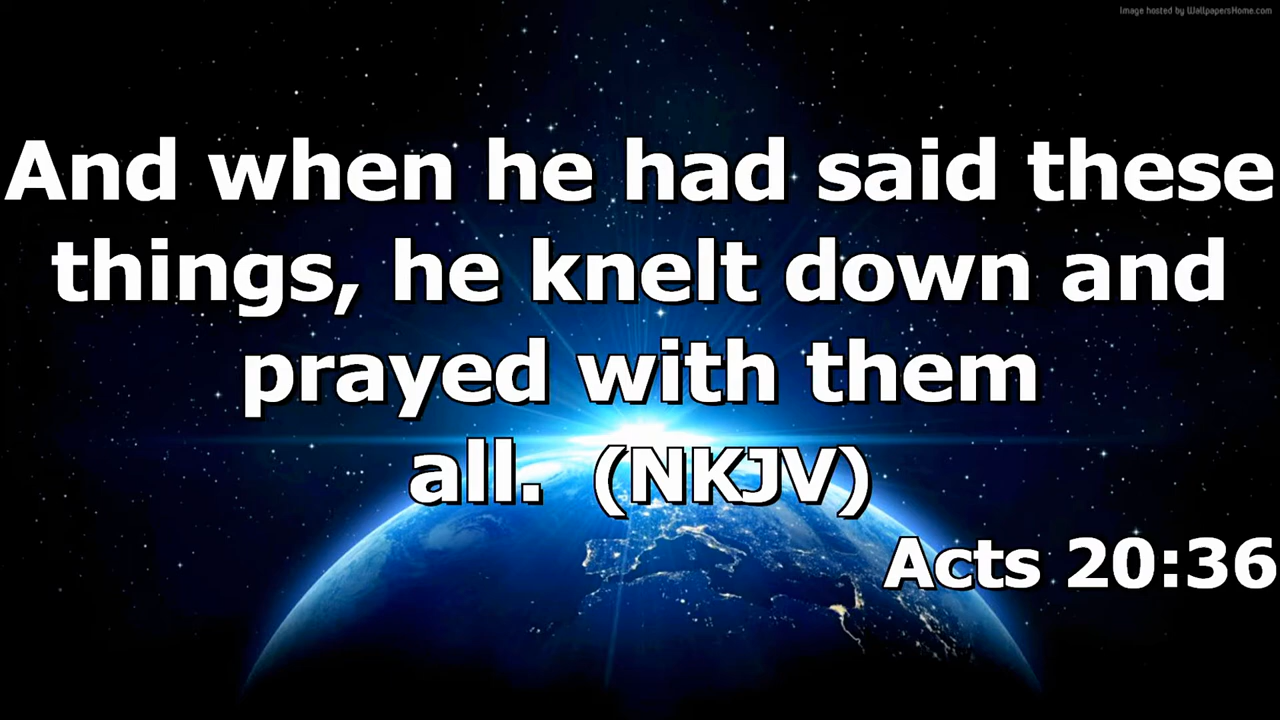 Image hosted by WallpapersHome.com
And when he had said these
things, he knelt down and
prayed with them
all. (NKJV)
Acts 20:36